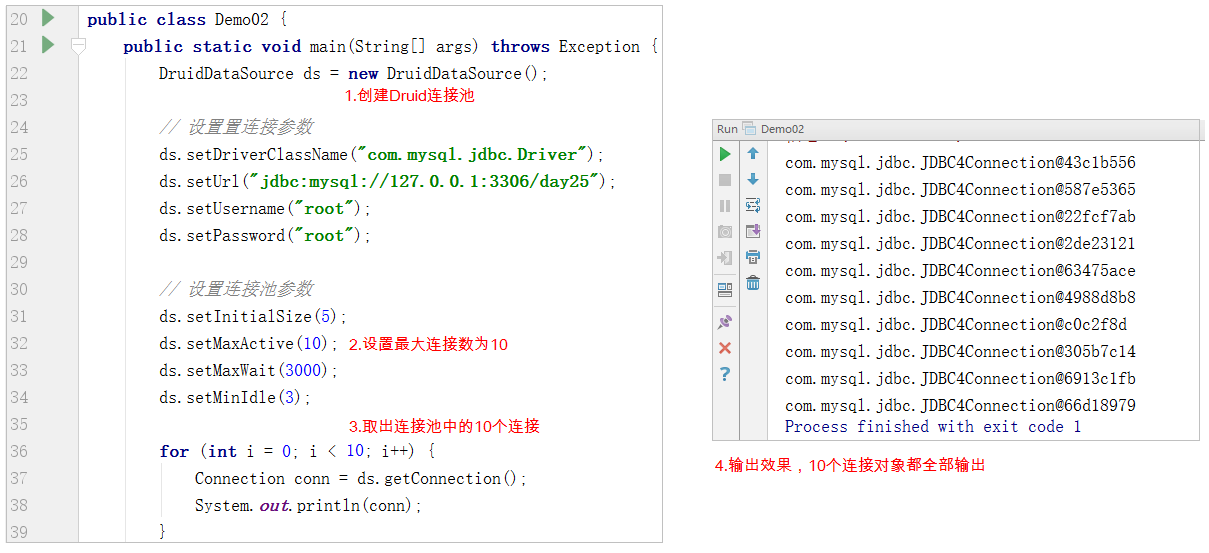 20 public class Demo02 {
21 public static void main(String[] args) throws Exception {
22 DruidDataSource ds = new DruidDataSource();
23 1.创建Druid连接池
24 // 设置置连接参数
25 ds.setDriverClassName("com.mysql.jdbc.Driver");
26 ds.setUrl("jdbc:mysql://127.0.0.1:3306/day25");
27 ds.setUsername("root");
28 ds.setPassword("root");
29
30 // 设置连接池参数
31 ds.setInitialSize(5);
32 ds.setMaxActive(10); 2.设置最大连接数为10
33 ds.setMaxWait(3000);
34 ds.setMinIdle(3);
35 3.取出连接池中的10个连接
36 for (int i = 0; i < 10; i++) {
37 Connection conn = ds.getConnection();
38 System.out.println(conn);
39 }
Run Demo02
com.mysql.jdbc.JDBC4Connection@43c1b556
com.mysql.jdbc.JDBC4Connection@587e5365
com.mysql.jdbc.JDBC4Connection@22fcf7ab
com.mysql.jdbc.JDBC4Connection@2de23121
com.mysql.jdbc.JDBC4Connection@63475ace
com.mysql.jdbc.JDBC4Connection@4988d8b8
com.mysql.jdbc.JDBC4Connection@c0c2f8d
com.mysql.jdbc.JDBC4Connection@305b7c14
com.mysql.jdbc.JDBC4Connection@6913c1fb
com.mysql.jdbc.JDBC4Connection@66d18979
Process finished with exit code 1
4.输出效果，10个连接对象都全部输出